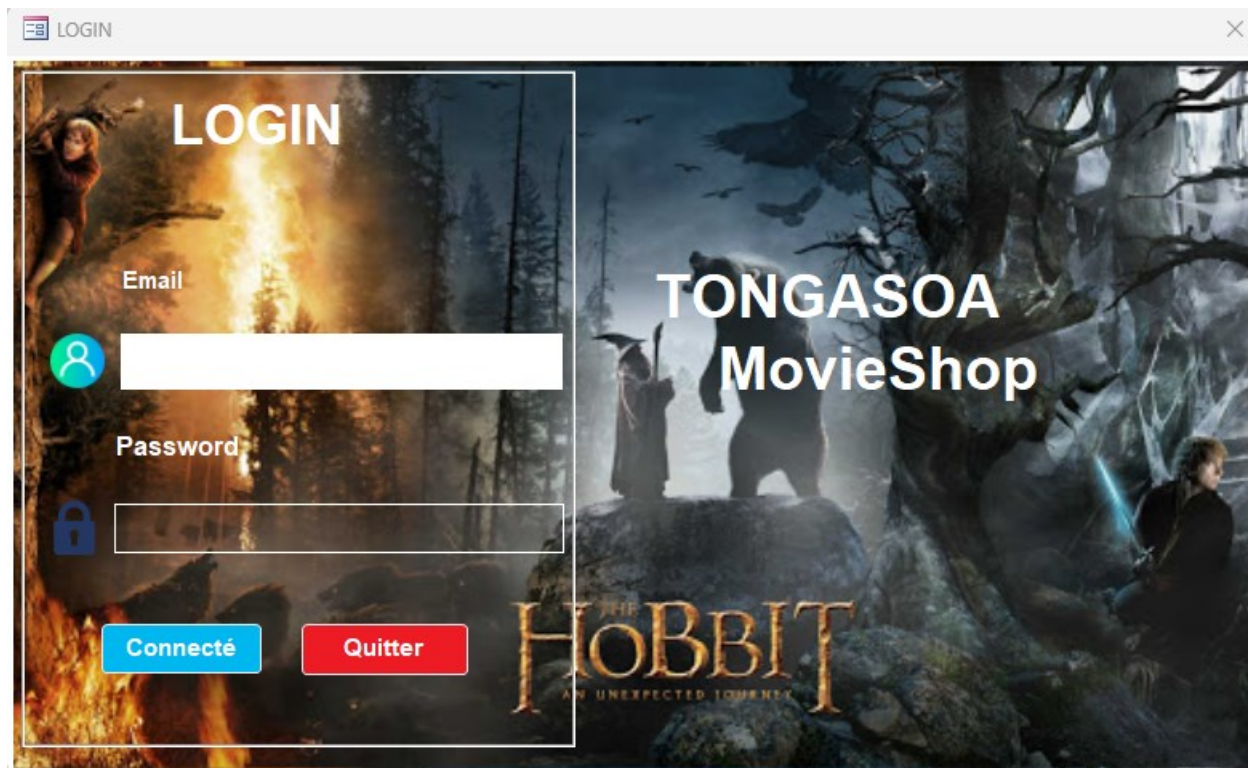 LOGIN
LOGIN
Email
Password
Connecté
Quitter
TONGASOA
MovieShop
THE
HOBBIT
AN UNEXPECTED JOURNEY